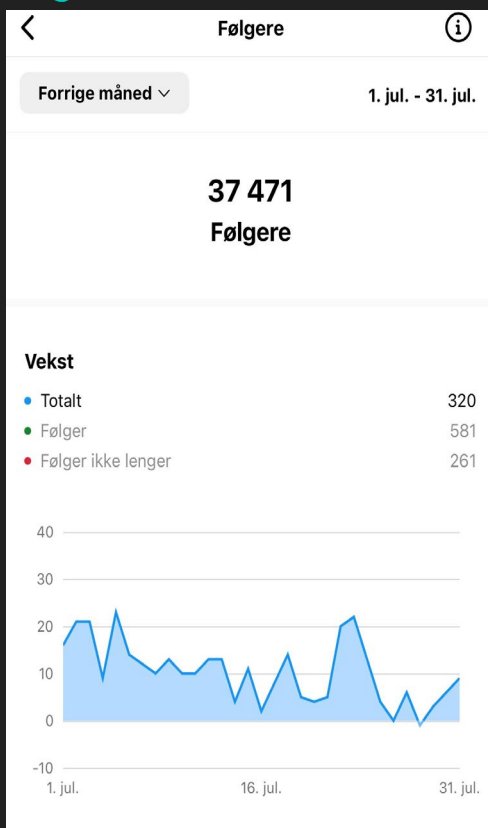 Følgere
Forrige måned
1. jul. - 31. jul.
37 471
Følgere
Vekst
Totalt 320
Følger 581
Følger ikke lenger 261
40
30
20
10
0
-10
1. jul. 16. jul. 31. jul.